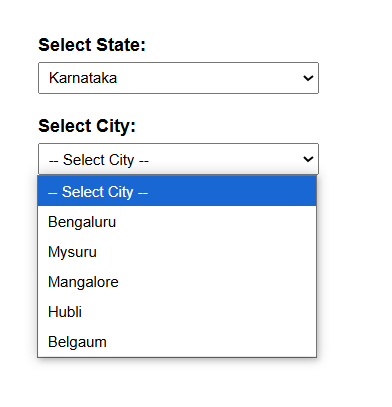 Select State:
Karnataka
Select City:
-- Select City --
-- Select City --
Bengaluru
Mysuru
Mangalore
Hubli
Belgaum